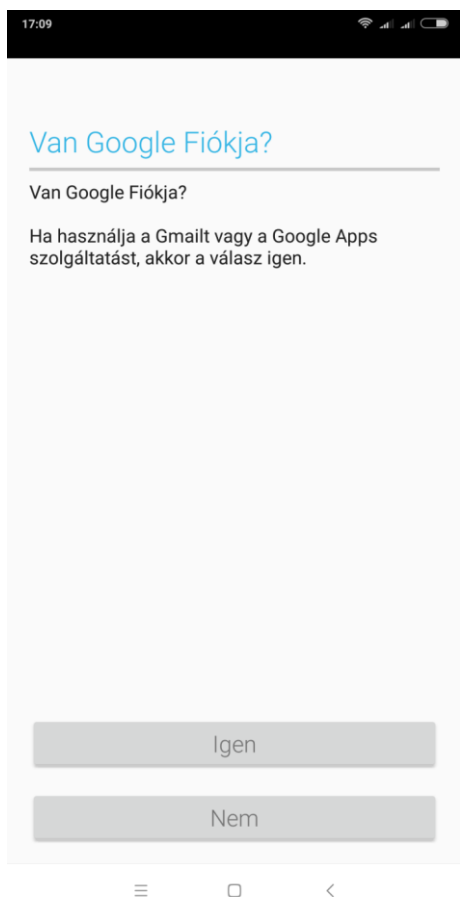 17:09
Van Google Fiókja?
Van Google Fiókja?
Ha használja a Gmailt vagy a Google Apps
szolgáltatást, akkor a válasz igen.
Igen
Nem